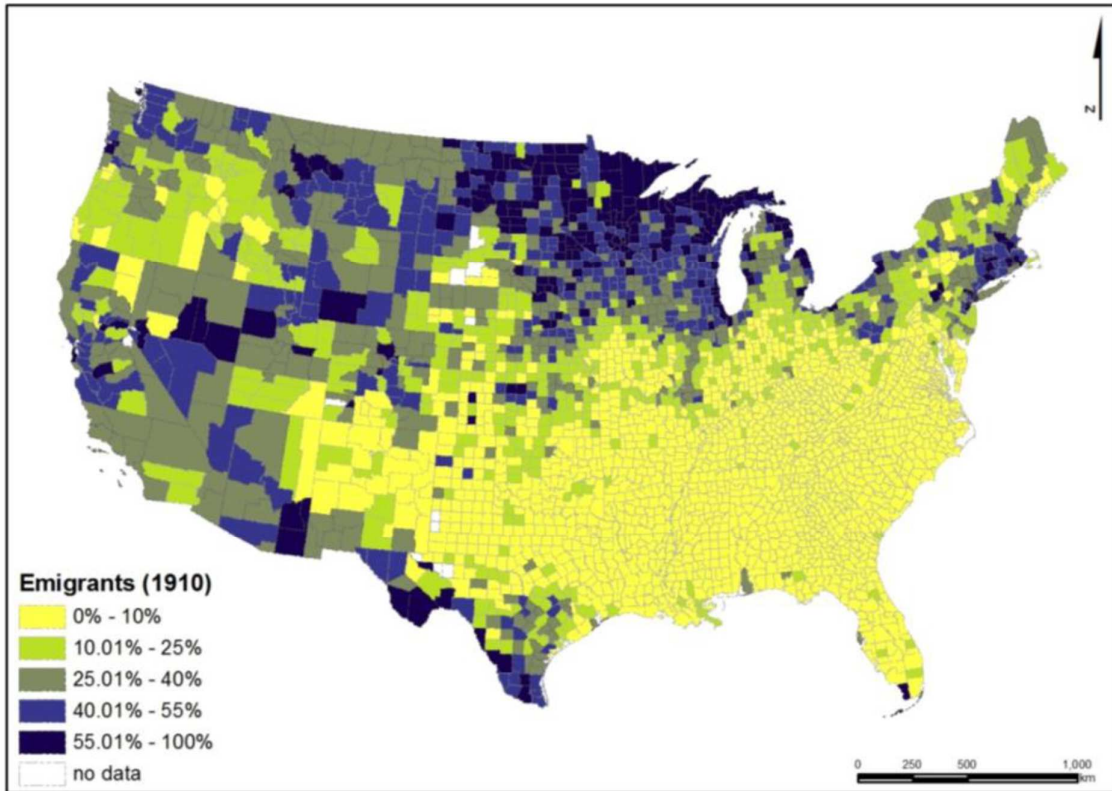 N
Emigrants (1910)
0% - 10%
10.01% - 25%
25.01% - 40%
40.01% - 55%
55.01% - 100%
no data
0 250 500 1,000
km